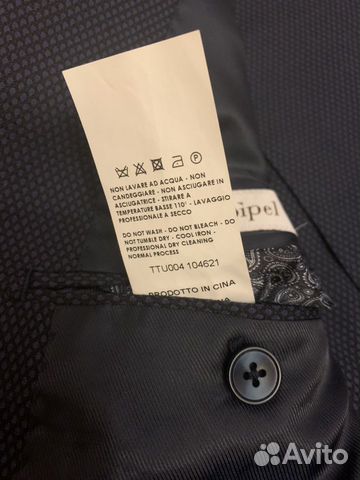 NON LAVARE AD ACQUA - NON
CANDEGGIARE - NON ASCIUGARE IN
ASCIUGATRICE - STIRARE A
TEMPERATURE BASSE 110° - LAVAGGIO
PROFESSIONALE A SECCO
DO NOT WASH - DO NOT BLEACH - DO
NOT TUMBLE DRY - COOL IRON -
PROFESSIONAL DRY CLEANING
NORMAL PROCESS
TTU004 104621
PRODOTTO IN CINA
Avito